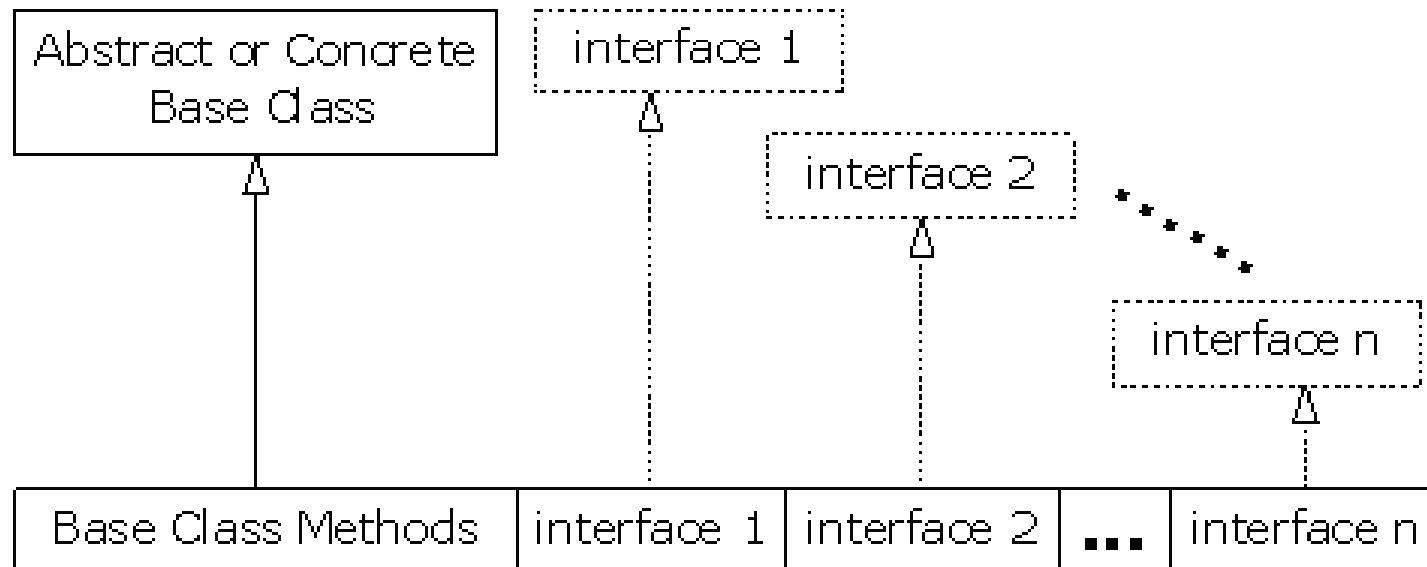 Abstract or Concrete
Base Class
interface 1
interface 2
interface n
Base Class Methods
interface 1
interface 2
...
interface n